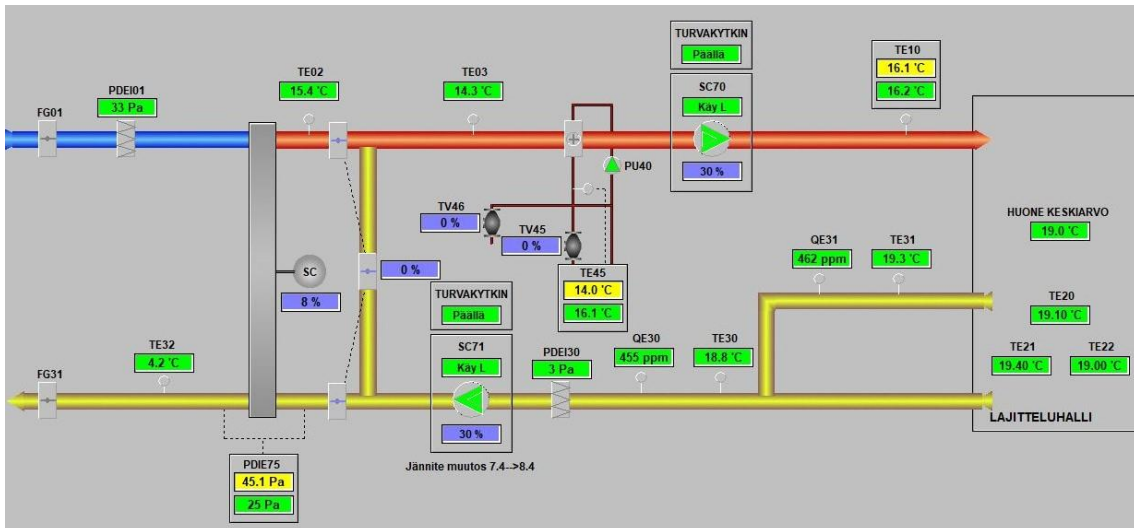 TURVAKYTKIN
Päällä
TE10
16.1 °C
16.2 °C
TE02
15.4 °C
TE03
14.3 °C
SC70
Käy L
30 %
PDEI01
33 Pa
FG01
PU40
TV46
0 %
TV45
0 %
TE45
14.0 °C
16.1 °C
HUONE KESKIARVO
19.0 °C
QE31
462 ppm
TE31
19.3 °C
SC
8 %
0 %
TURVAKYTKIN
Päällä
TE20
19.10 °C
TE21
19.40 °C
TE22
19.00 °C
TE32
4.2 °C
SC71
Käy L
30 %
PDEI30
3 Pa
QE30
455 ppm
TE30
18.8 °C
FG31
LAJITTELUHALLI
PDIE75
45.1 Pa
25 Pa
Jännite muutos 7.4-->8.4